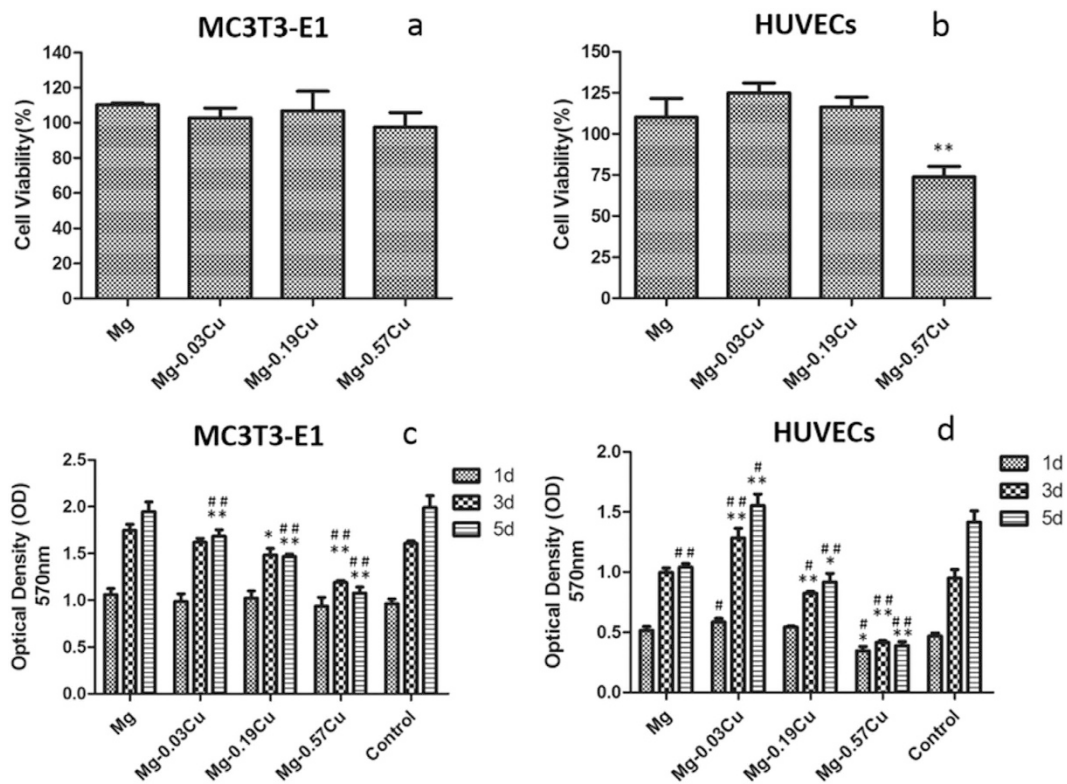 MC3T3-E1 a
Cell Viability(%)
140
120
100
80
60
40
20
0
Mg
Mg-0.03Cu
Mg-0.19Cu
Mg-0.57Cu
HUVECs b
Cell Viability(%)
150
125
100
75
50
25
0
**
Mg
Mg-0.03Cu
Mg-0.19Cu
Mg-0.57Cu
MC3T3-E1 c
Optical Density (OD)
570nm
2.5
2.0
1.5
1.0
0.5
0.0
##
**
*
##
**
##
**
##
**
1d
3d
5d
Mg
Mg-0.03Cu
Mg-0.19Cu
Mg-0.57Cu
Control
HUVECs d
Optical Density (OD)
570nm
2.0
1.5
1.0
0.5
0.0
##
#
##
**
#
**
#
**
##
*
#
*
##
**
##
**
1d
3d
5d
Mg
Mg-0.03Cu
Mg-0.19Cu
Mg-0.57Cu
Control